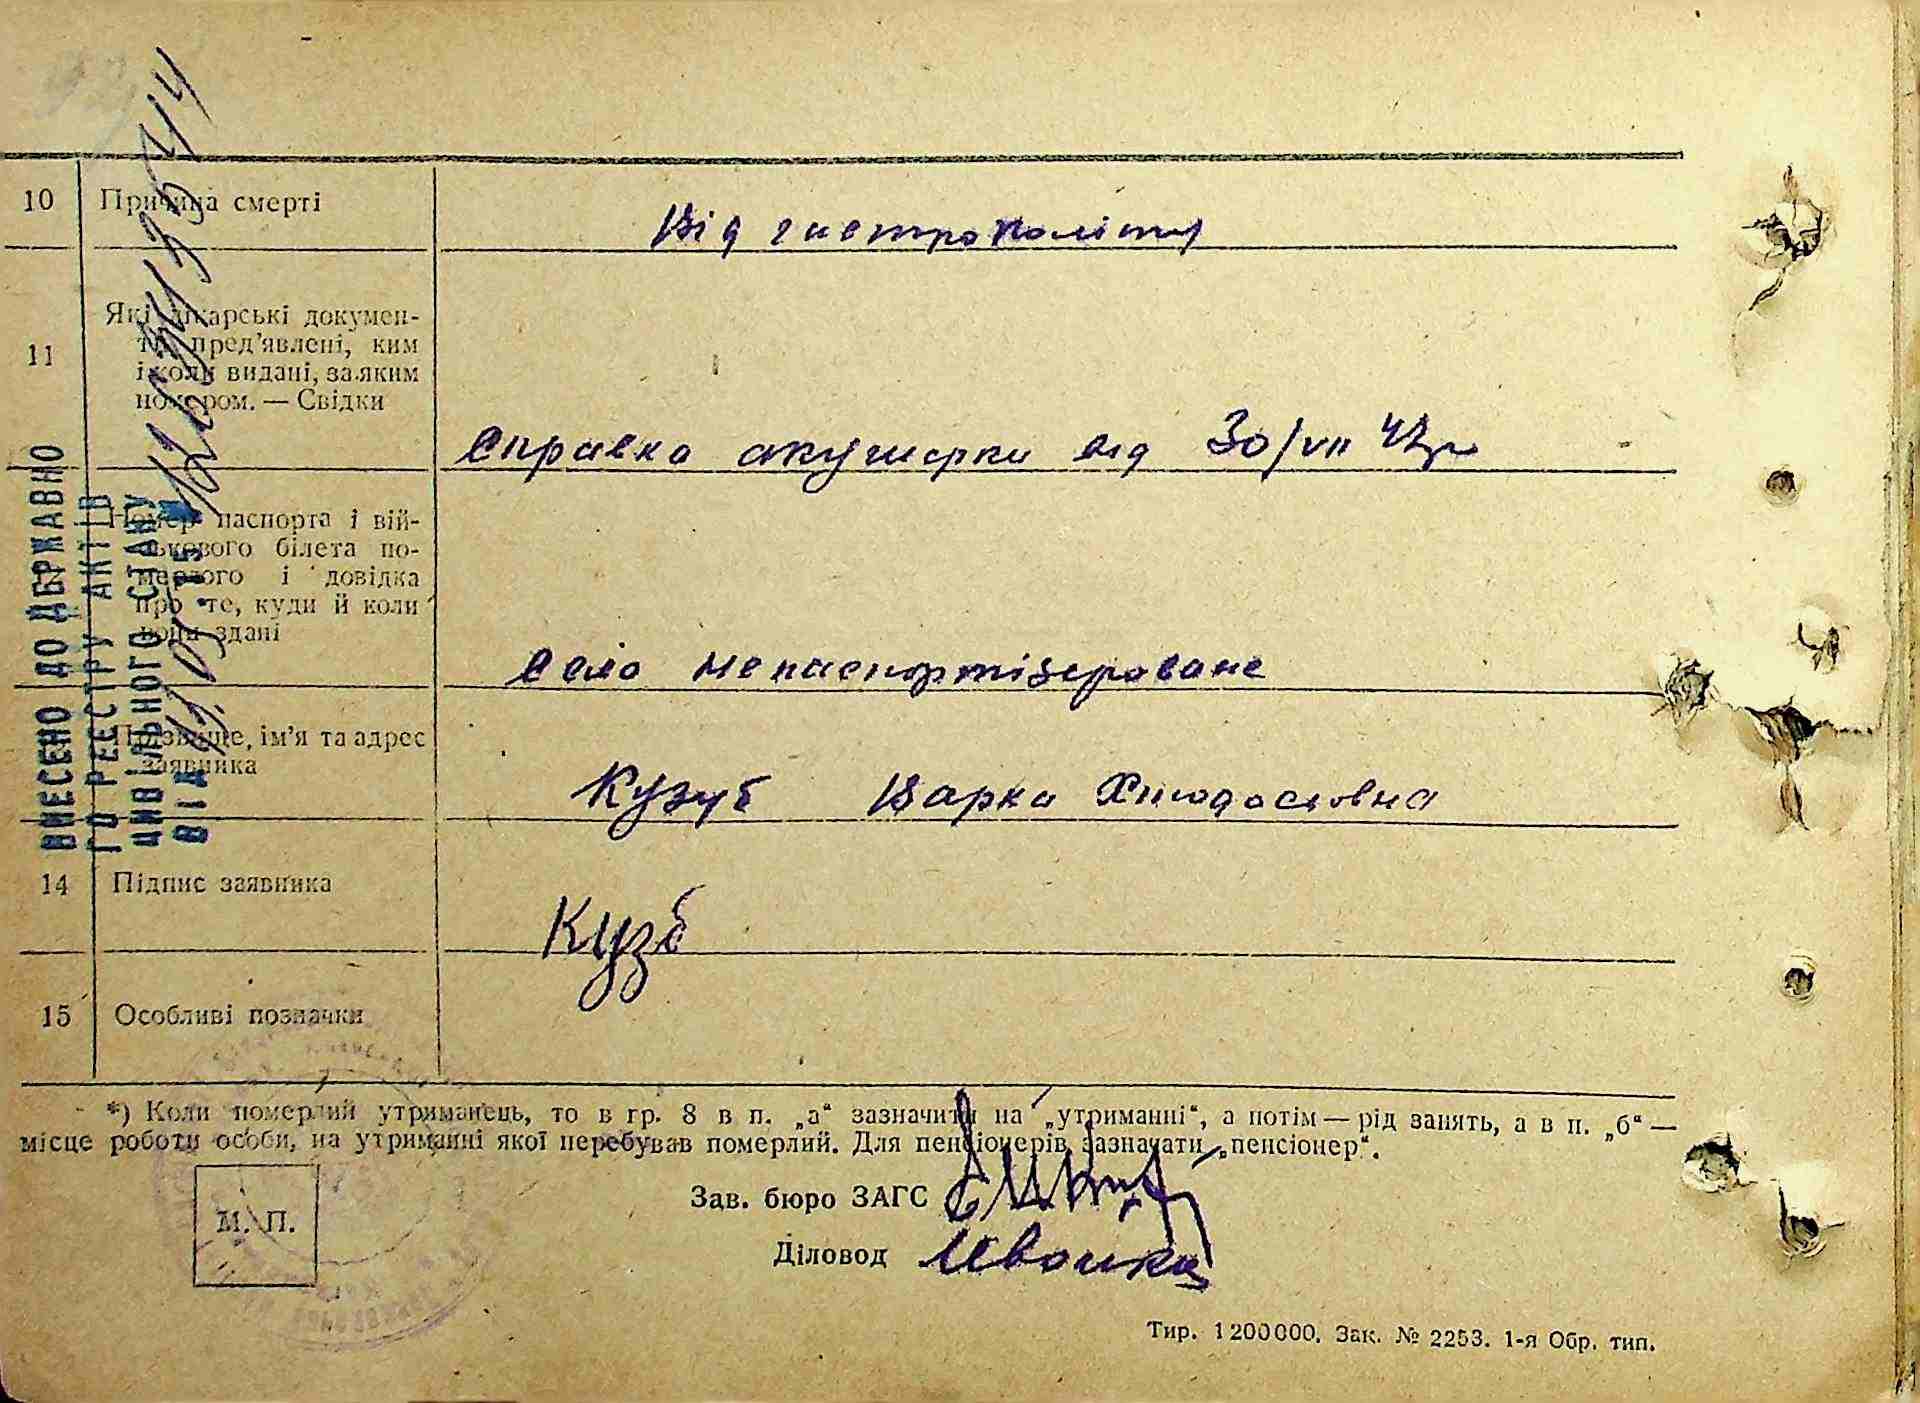 10 Причина смерті
Від гастроколіту
11 Які лікарські докумен-
ти пред'явлені, ким
і коли видані, за яким
номером. — Свідки
Справка акушерки від 30/VII 47р
Номер паспорта і вій-
ськового білета по-
мерлого і довідка
про те, куди й коли
вони здані
Село непаспортізіроване
Прізвище, ім'я та адрес
заявника
Кузуб Варка
14 Підпис заявника
Кузб
15 Особливі позначки
*) Коли померлий утриманець, то в гр. 8 в п. „а“ зазначити на „утриманні“, а потім — рід занять, а в п. „б“ —
місце роботи особи, на утриманні якої перебував померлий. Для пенсіонерів зазначати „пенсіонер“.
М. П.
Зав. бюро ЗАГС
Діловод
Тир. 1200000. Зак. № 2253. 1-я Обр. тип.
ВНЕСЕНО ДО ДЕРЖАВНО
ГО РЕЄСТРУ АКТІВ
ЦИВІЛЬНОГО СТАНУ
ВІД